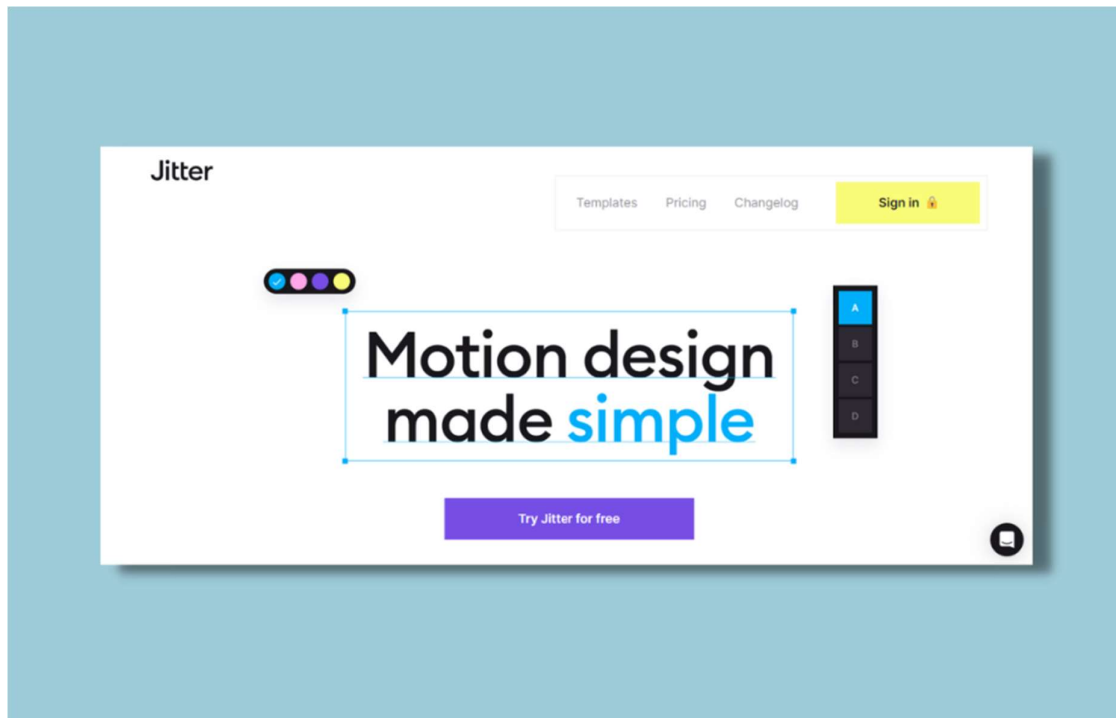 Jitter
Templates Pricing Changelog Sign in 🔒
A
B
C
D
Motion design
made simple
Try Jitter for free